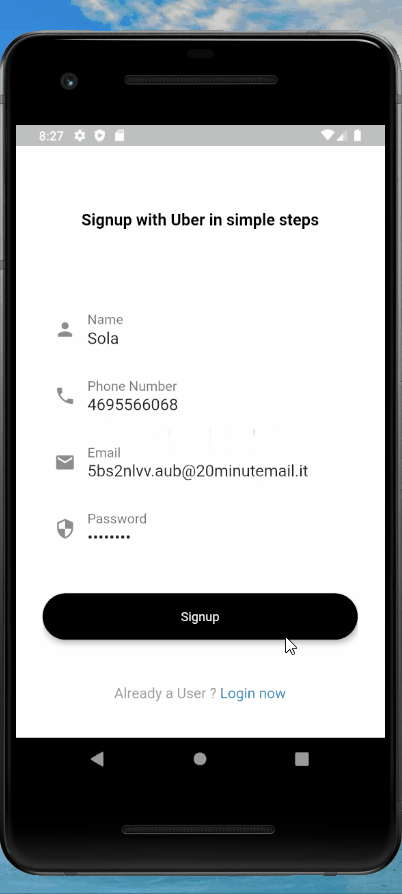 8:27
Signup with Uber in simple steps
Name
Sola
Phone Number
4695566068
Email
5bs2nlvv.aub@20minutemail.it
Password
••••••••
Signup
Already a User ? Login now